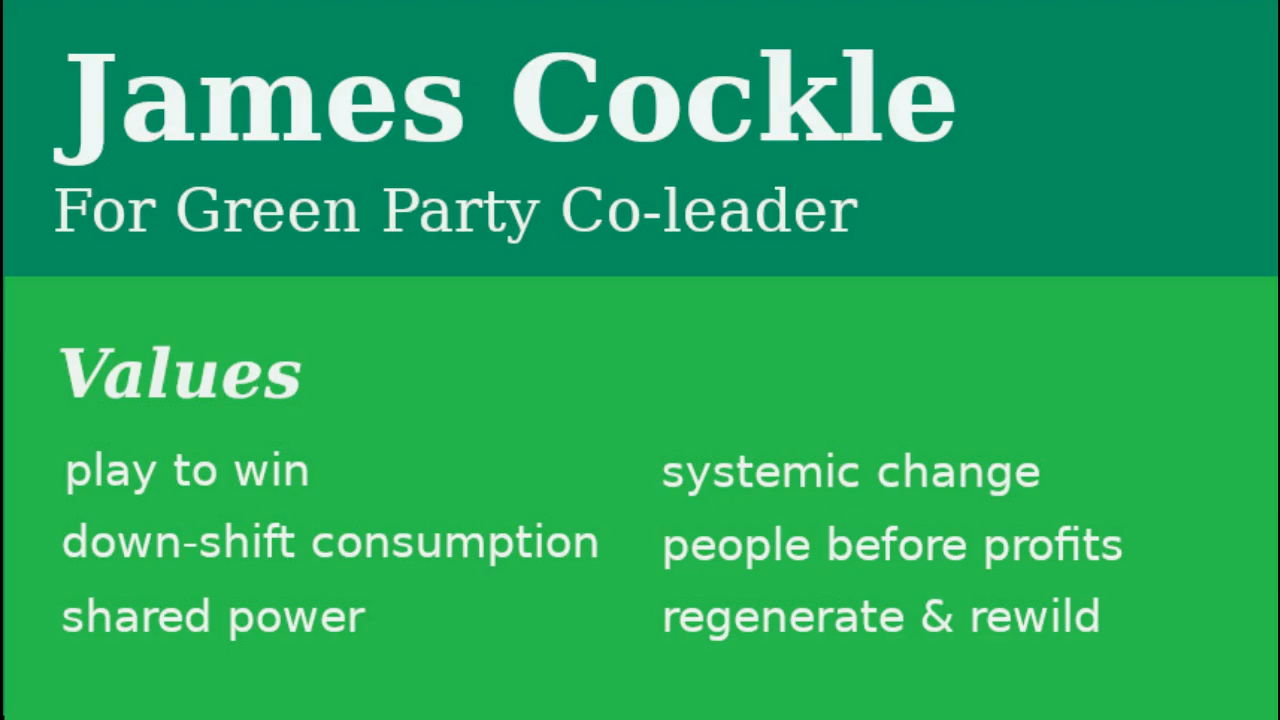 James Cockle
For Green Party Co-leader
Values
play to win
down-shift consumption
shared power
systemic change
people before profits
regenerate & rewild